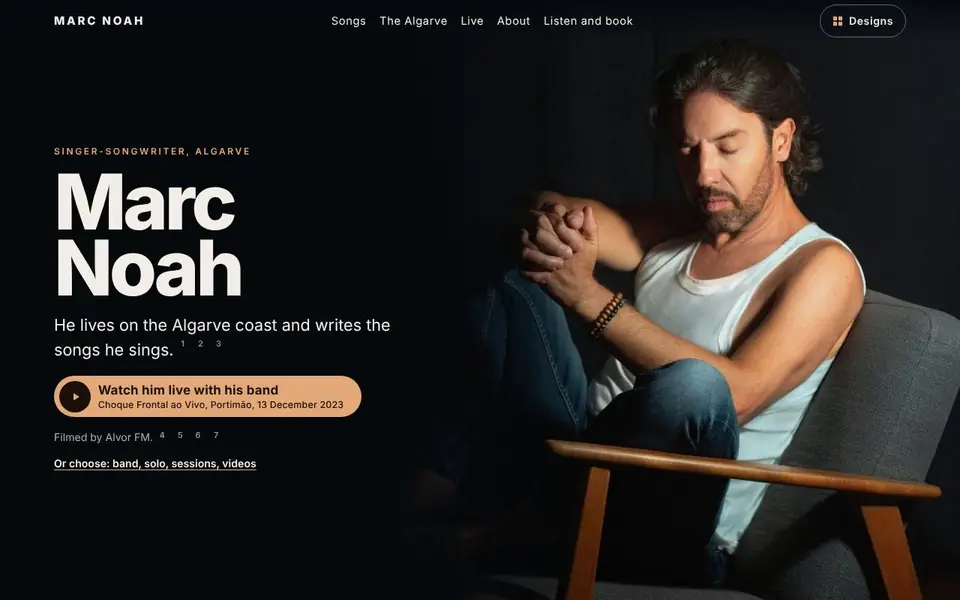 MARC NOAH
Songs The Algarve Live About Listen and book
Designs
SINGER-SONGWRITER, ALGARVE
Marc
Noah
He lives on the Algarve coast and writes the
songs he sings. 1 2 3
Watch him live with his band
Choque Frontal ao Vivo, Portimão, 13 December 2023
Filmed by Alvor FM. 4 5 6 7
Or choose: band, solo, sessions, videos